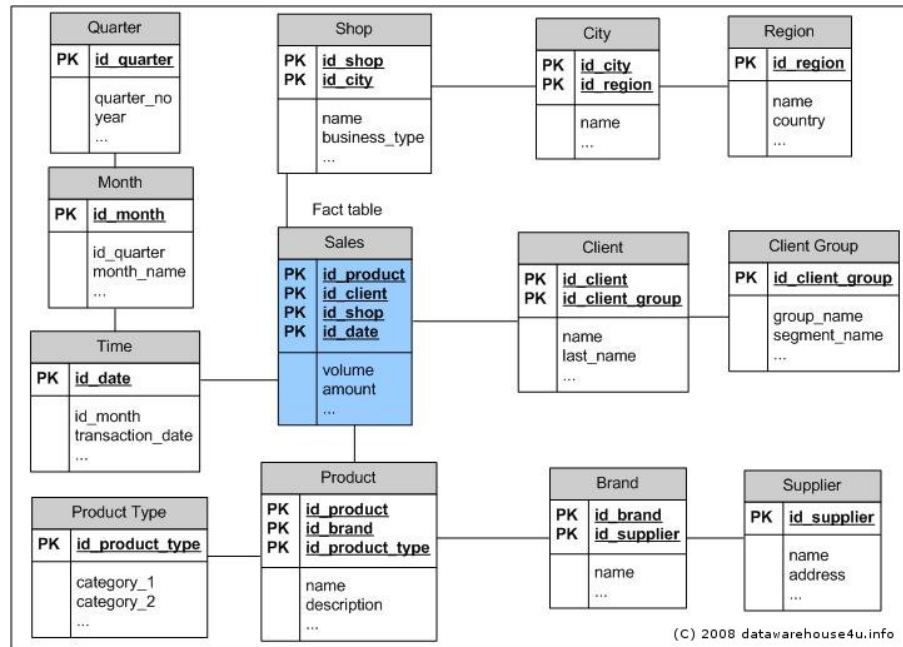 Quarter
PK id_quarter
quarter_no
year
...
Shop
PK id_shop
PK id_city
name
business_type
...
City
PK id_city
PK id_region
name
...
Region
PK id_region
name
country
...
Month
PK id_month
id_quarter
month_name
...
Fact table
Sales
PK id_product
PK id_client
PK id_shop
PK id_date
volume
amount
...
Client
PK id_client
PK id_client_group
name
last_name
...
Client Group
PK id_client_group
group_name
segment_name
...
Time
PK id_date
id_month
transaction_date
...
Product Type
PK id_product_type
category_1
category_2
...
Product
PK id_product
PK id_brand
PK id_product_type
name
description
...
Brand
PK id_brand
PK id_supplier
name
...
Supplier
PK id_supplier
name
address
...
(C) 2008 datawarehouse4u.info